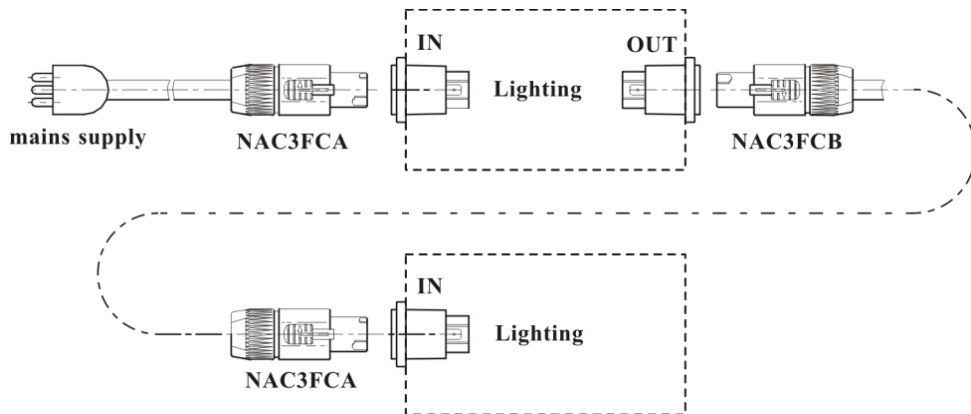 IN
OUT
Lighting
mains supply
NAC3FCA
NAC3FCB
IN
Lighting
NAC3FCA